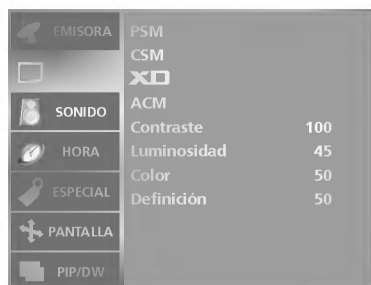 EMISORA
SONIDO
HORA
ESPECIAL
PANTALLA
PIP/DW
PSM
CSM
XD
ACM
Contraste 100
Luminosidad 45
Color 50
Definición 50